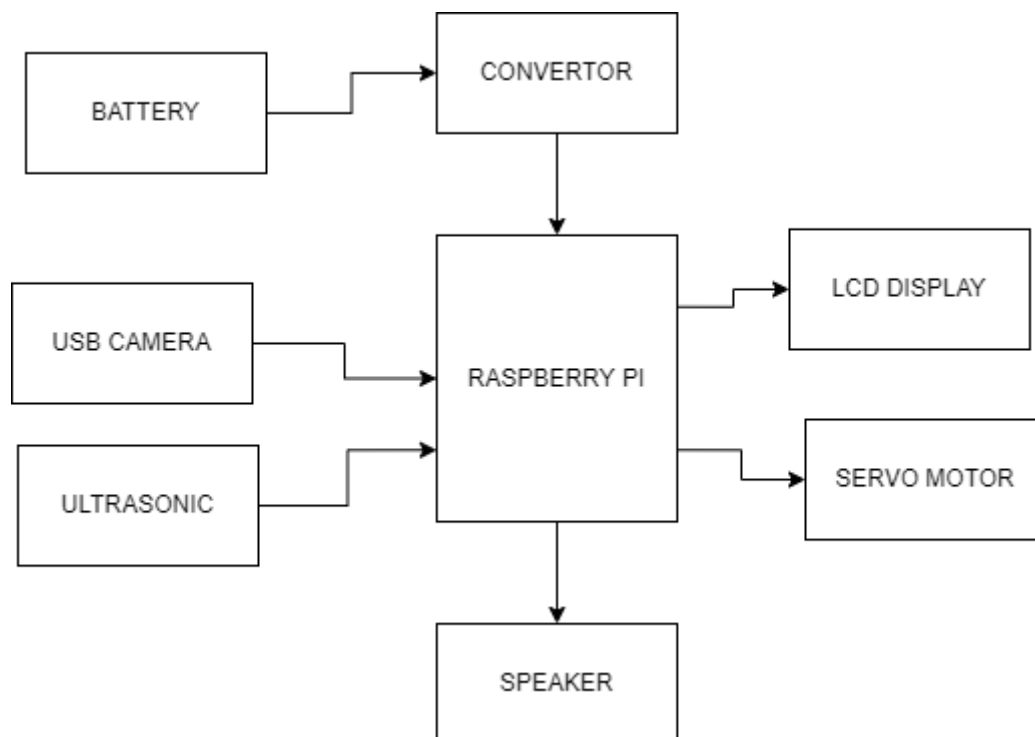 CONVERTOR
BATTERY
LCD DISPLAY
USB CAMERA
RASPBERRY PI
SERVO MOTOR
ULTRASONIC
SPEAKER